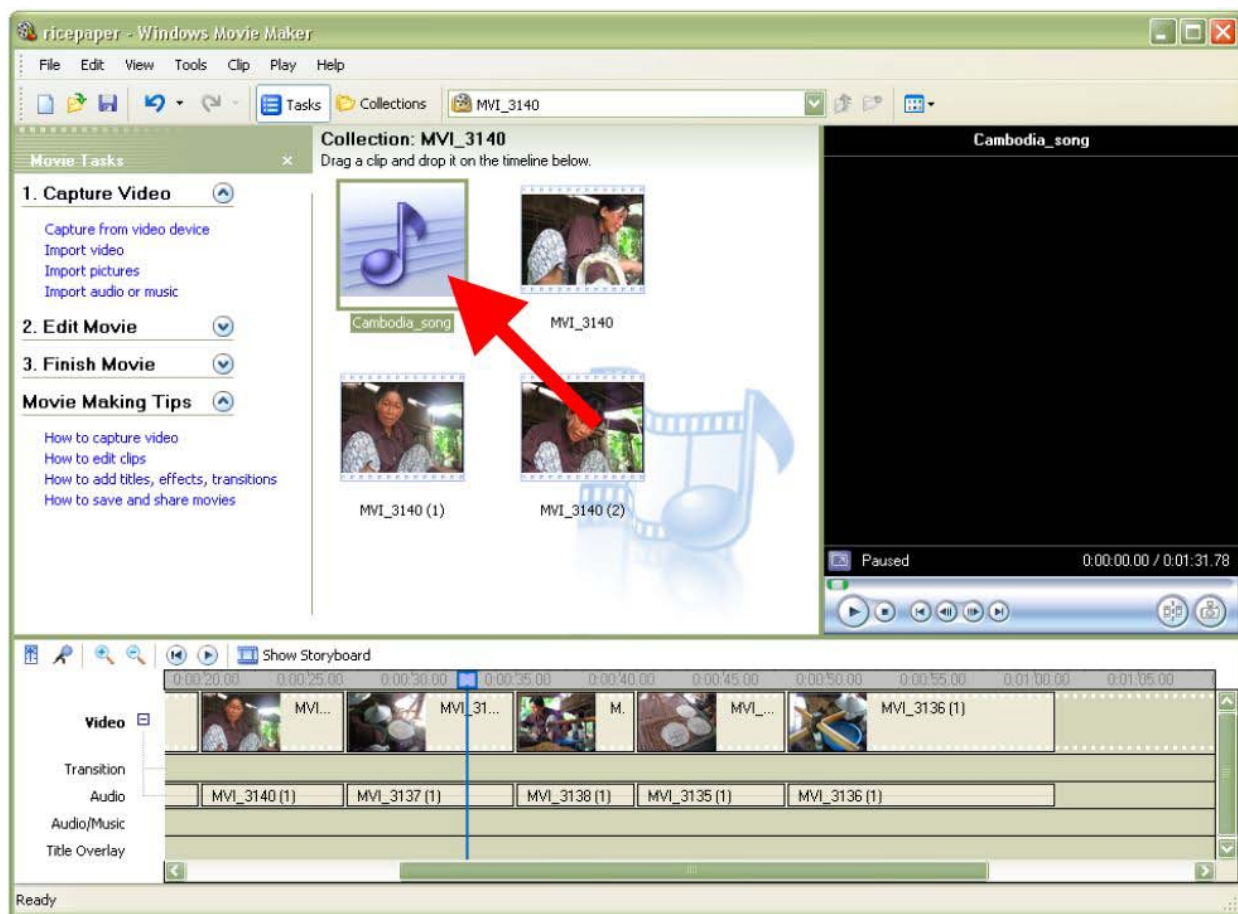 ricepaper - Windows Movie Maker
File Edit View Tools Clip Play Help
Tasks Collections MVI_3140
Movie Tasks
1. Capture Video
Capture from video device
Import video
Import pictures
Import audio or music
2. Edit Movie
3. Finish Movie
Movie Making Tips
How to capture video
How to edit clips
How to add titles, effects, transitions
How to save and share movies
Collection: MVI_3140
Drag a clip and drop it on the timeline below.
Cambodia_song
MVI_3140
MVI_3140 (1)
MVI_3140 (2)
Cambodia_song
Paused 0:00:00.00 / 0:01:31.78
Show Storyboard
0:00:20.00 0:00:25.00 0:00:30.00 0:00:35.00 0:00:40.00 0:00:45.00 0:00:50.00 0:00:55.00 0:01:00.00 0:01:05.00
Video MVI... MVI_31... M. MVI_... MVI_3136 (1)
Transition
Audio MVI_3140 (1) MVI_3137 (1) MVI_3138 (1) MVI_3135 (1) MVI_3136 (1)
Audio/Music
Title Overlay
Ready